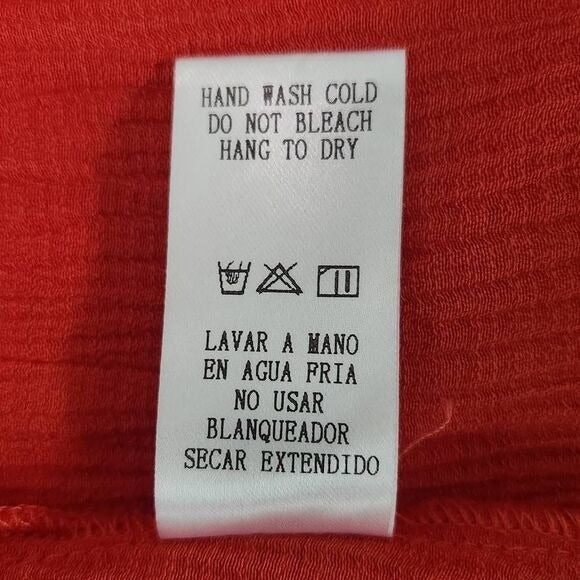 HAND WASH COLD
DO NOT BLEACH
HANG TO DRY
LAVAR A MANO
EN AGUA FRIA
NO USAR
BLANQUEADOR
SECAR EXTENDIDO